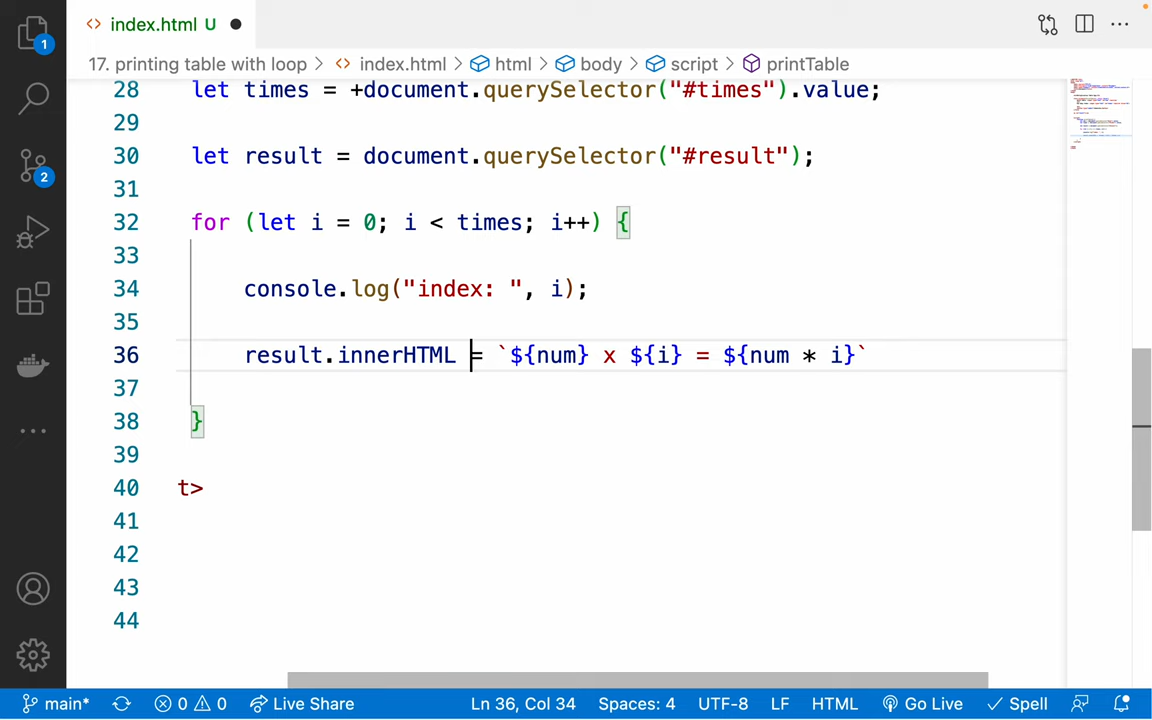 index.html U
17. printing table with loop > index.html > html > body > script > printTable
1
2
28 let times = +document.querySelector("#times").value;
29
30 let result = document.querySelector("#result");
31
32 for (let i = 0; i < times; i++) {
33
34 console.log("index: ", i);
35
36 result.innerHTML = `${num} x ${i} = ${num * i}`
37
38 }
39
40 t>
41
42
43
44
main* 0 0 Live Share Ln 36, Col 34 Spaces: 4 UTF-8 LF HTML Go Live Spell